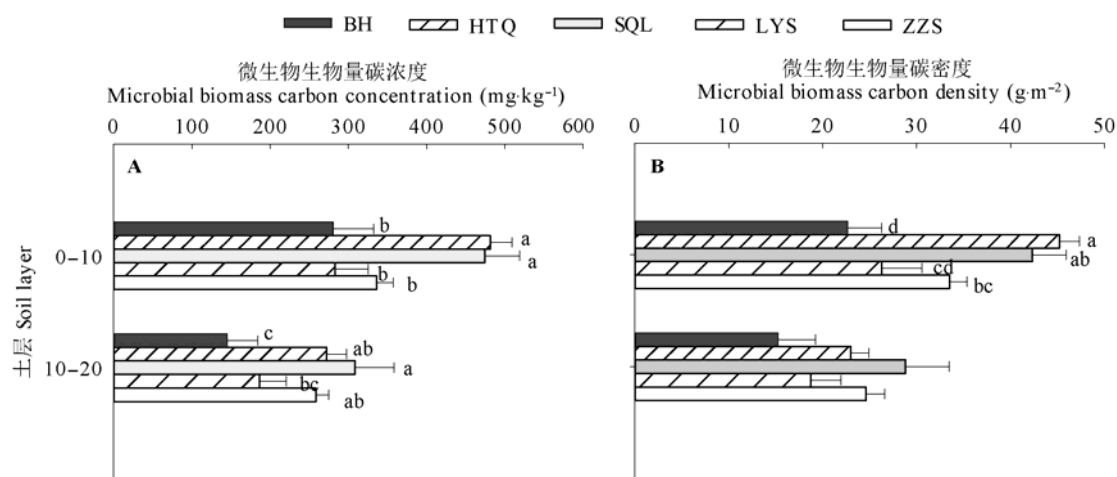 BH HTQ SQL LYS ZZS
微生物生物量碳浓度
Microbial biomass carbon concentration (mg·kg⁻¹)
0 100 200 300 400 500 600
微生物生物量碳密度
Microbial biomass carbon density (g·m⁻²)
0 10 20 30 40 50
A
B
土层 Soil layer
0-10
b
a
a
b
b
d
a
ab
cd
bc
10-20
c
ab
a
bc
ab